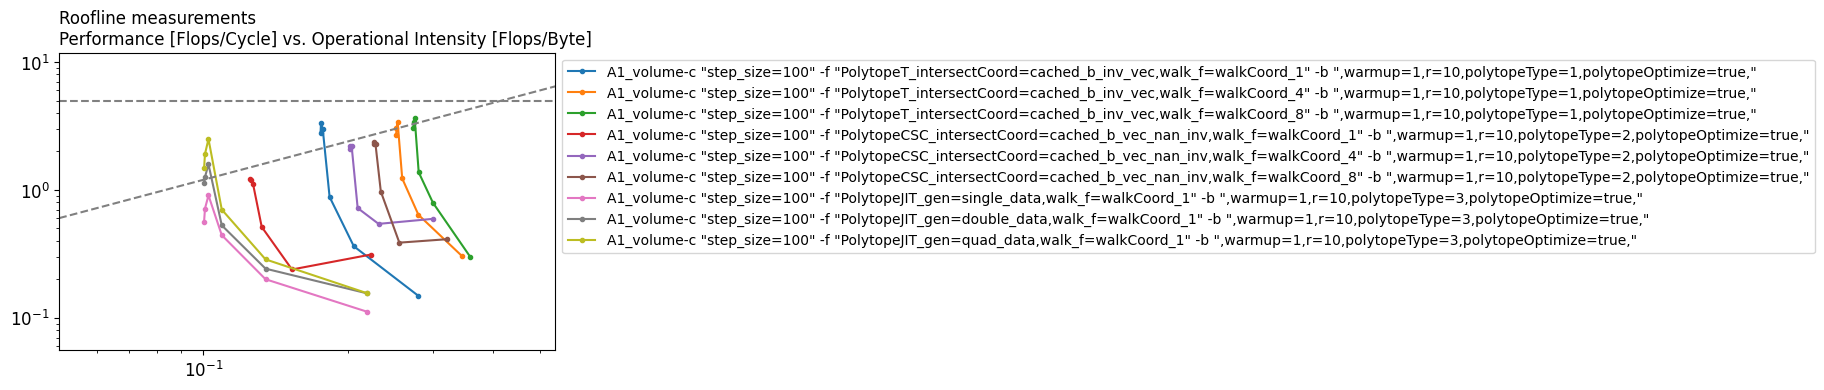 Roofline measurements
Performance [Flops/Cycle] vs. Operational Intensity [Flops/Byte]
10^1
10^0
10^-1
10^-1
A1_volume-c "step_size=100" -f "PolytopeT_intersectCoord=cached_b_inv_vec,walk_f=walkCoord_1" -b ",warmup=1,r=10,polytopeType=1,polytopeOptimize=true,"
A1_volume-c "step_size=100" -f "PolytopeT_intersectCoord=cached_b_inv_vec,walk_f=walkCoord_4" -b ",warmup=1,r=10,polytopeType=1,polytopeOptimize=true,"
A1_volume-c "step_size=100" -f "PolytopeT_intersectCoord=cached_b_inv_vec,walk_f=walkCoord_8" -b ",warmup=1,r=10,polytopeType=1,polytopeOptimize=true,"
A1_volume-c "step_size=100" -f "PolytopeCSC_intersectCoord=cached_b_vec_nan_inv,walk_f=walkCoord_1" -b ",warmup=1,r=10,polytopeType=2,polytopeOptimize=true,"
A1_volume-c "step_size=100" -f "PolytopeCSC_intersectCoord=cached_b_vec_nan_inv,walk_f=walkCoord_4" -b ",warmup=1,r=10,polytopeType=2,polytopeOptimize=true,"
A1_volume-c "step_size=100" -f "PolytopeCSC_intersectCoord=cached_b_vec_nan_inv,walk_f=walkCoord_8" -b ",warmup=1,r=10,polytopeType=2,polytopeOptimize=true,"
A1_volume-c "step_size=100" -f "PolytopeJIT_gen=single_data,walk_f=walkCoord_1" -b ",warmup=1,r=10,polytopeType=3,polytopeOptimize=true,"
A1_volume-c "step_size=100" -f "PolytopeJIT_gen=double_data,walk_f=walkCoord_1" -b ",warmup=1,r=10,polytopeType=3,polytopeOptimize=true,"
A1_volume-c "step_size=100" -f "PolytopeJIT_gen=quad_data,walk_f=walkCoord_1" -b ",warmup=1,r=10,polytopeType=3,polytopeOptimize=true,"